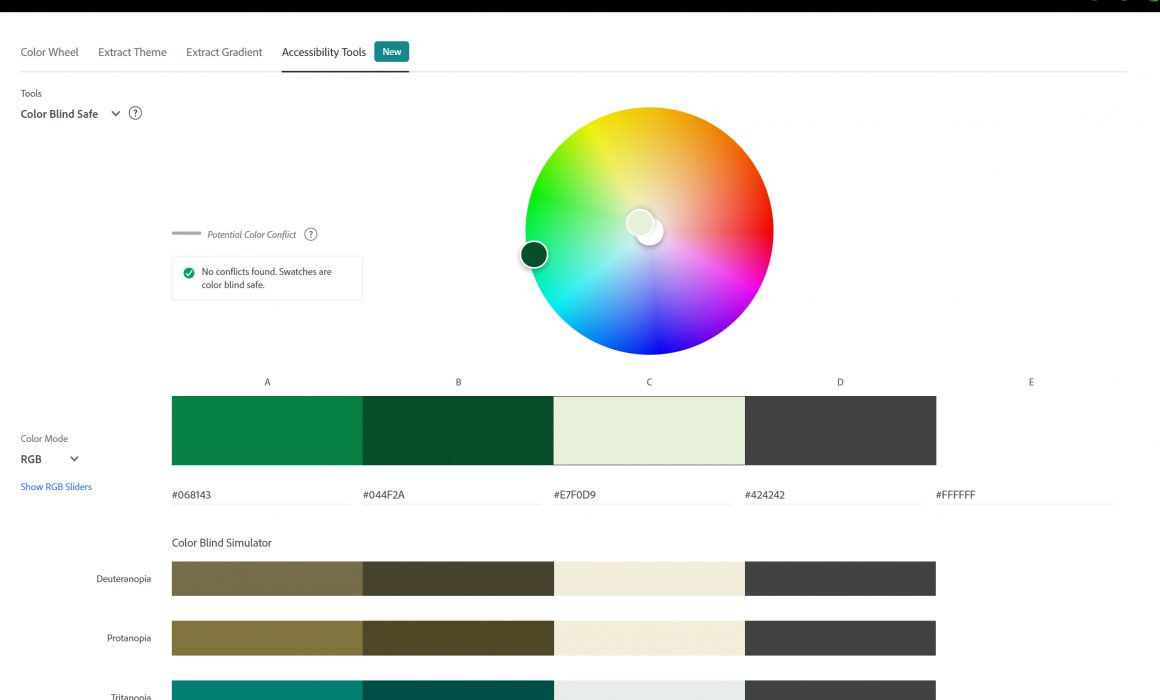 Color Wheel Extract Theme Extract Gradient Accessibility Tools New
Tools
Color Blind Safe ?
Potential Color Conflict ?
No conflicts found. Swatches are
color blind safe.
A B C D E
Color Mode
RGB
Show RGB Sliders
#068143 #044F2A #E7F0D9 #424242 #FFFFFF
Color Blind Simulator
Deuteranopia
Protanopia
Tritanopia